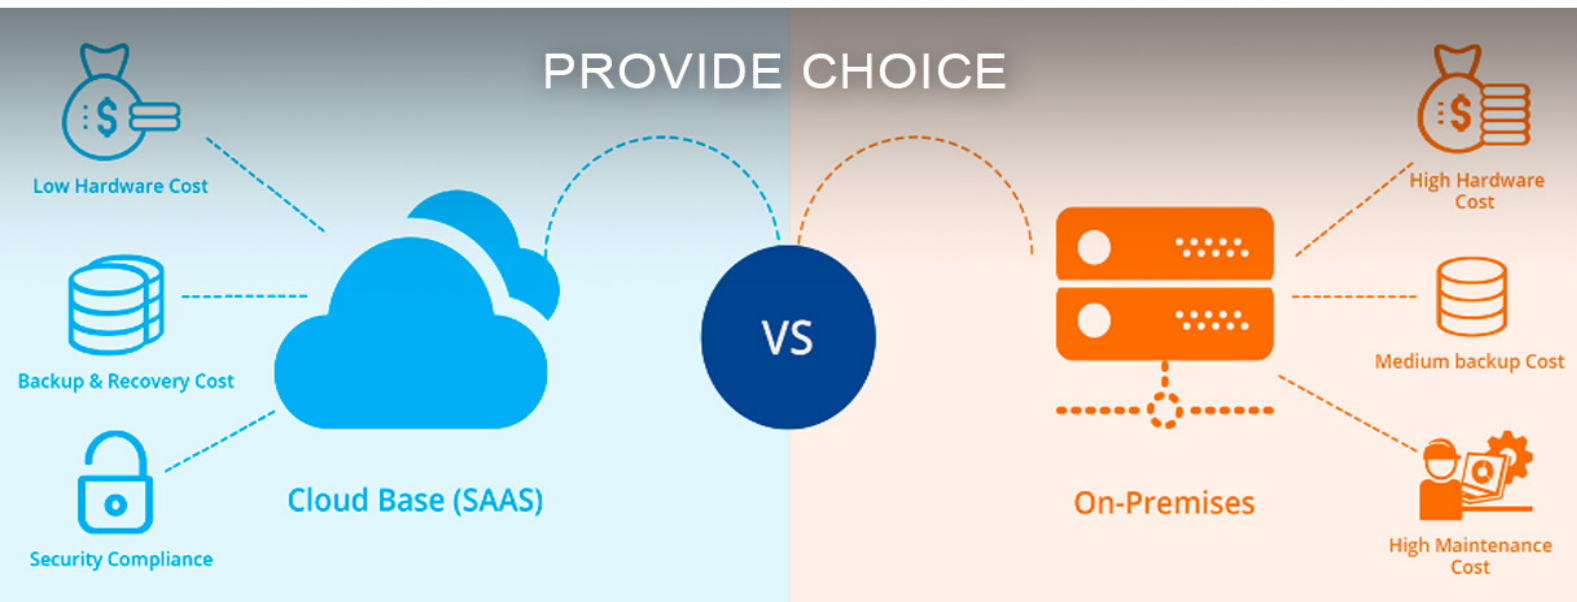 PROVIDE CHOICE
$
Low Hardware Cost
Backup & Recovery Cost
Security Compliance
Cloud Base (SAAS)
VS
On-Premises
$
High Hardware
Cost
Medium backup Cost
High Maintenance
Cost